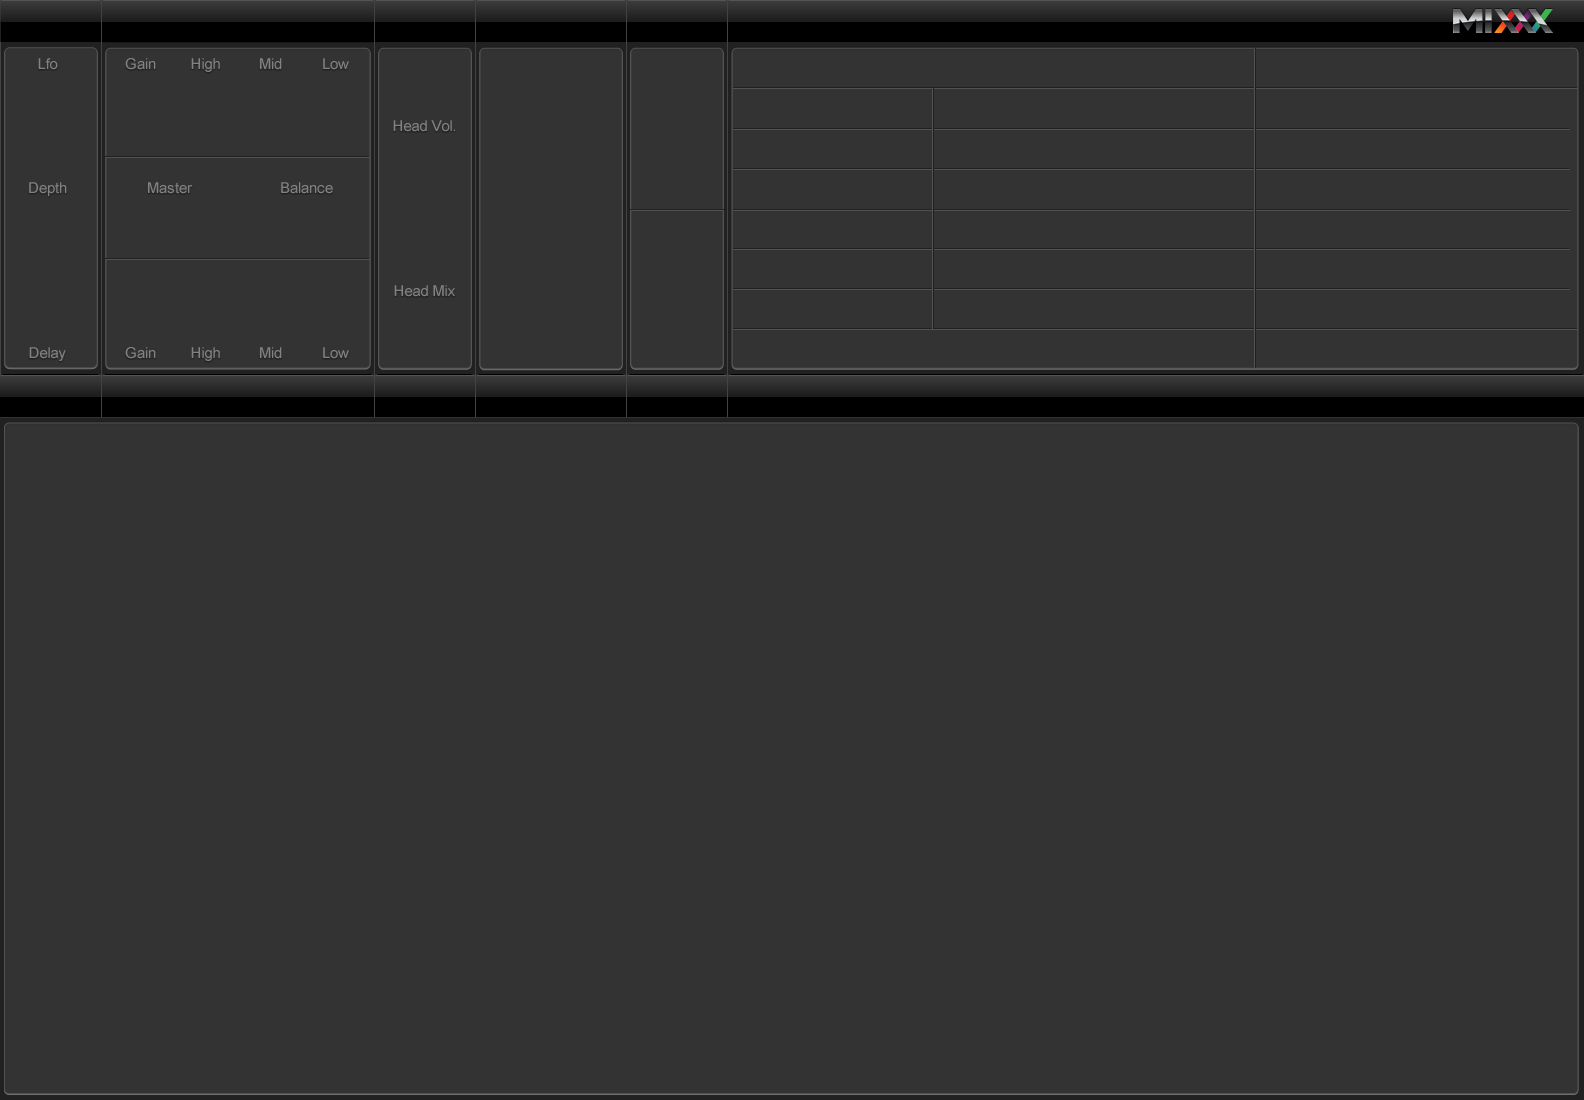 MIXXX
Lfo
Gain High Mid Low
Head Vol.
Depth
Master Balance
Head Mix
Delay
Gain High Mid Low